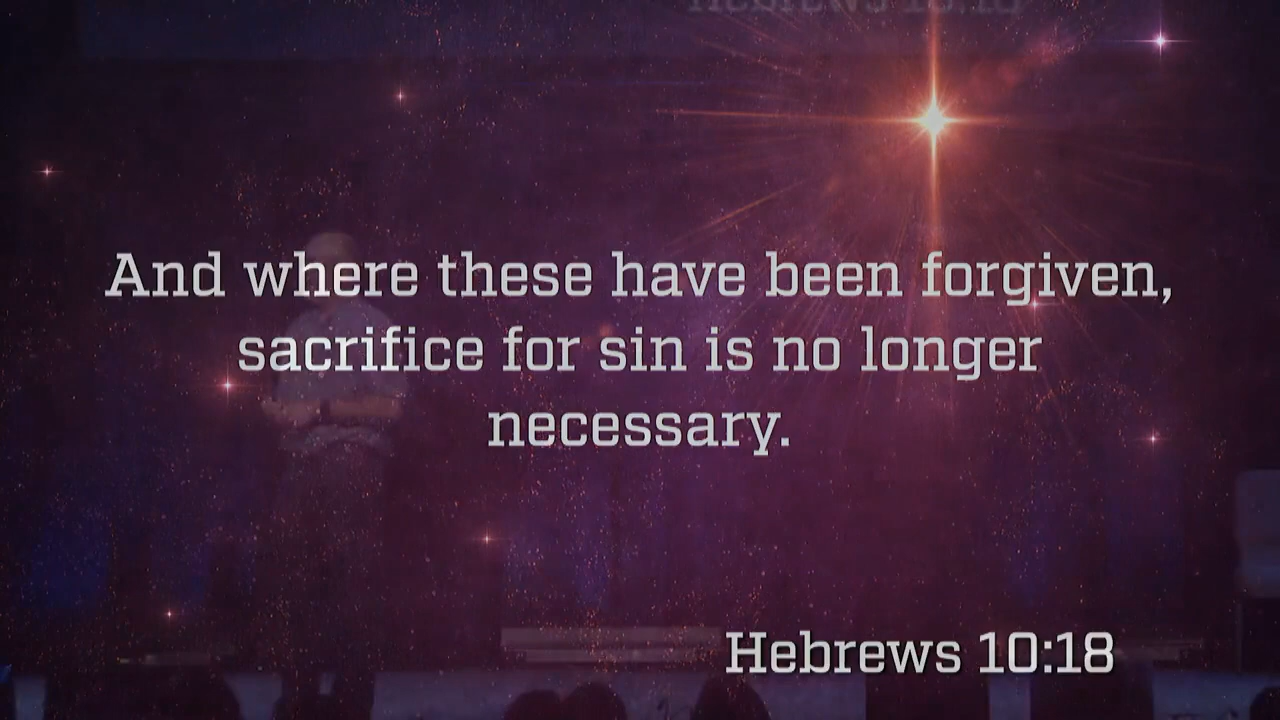 And where these have been forgiven,
sacrifice for sin is no longer
necessary.
Hebrews 10:18